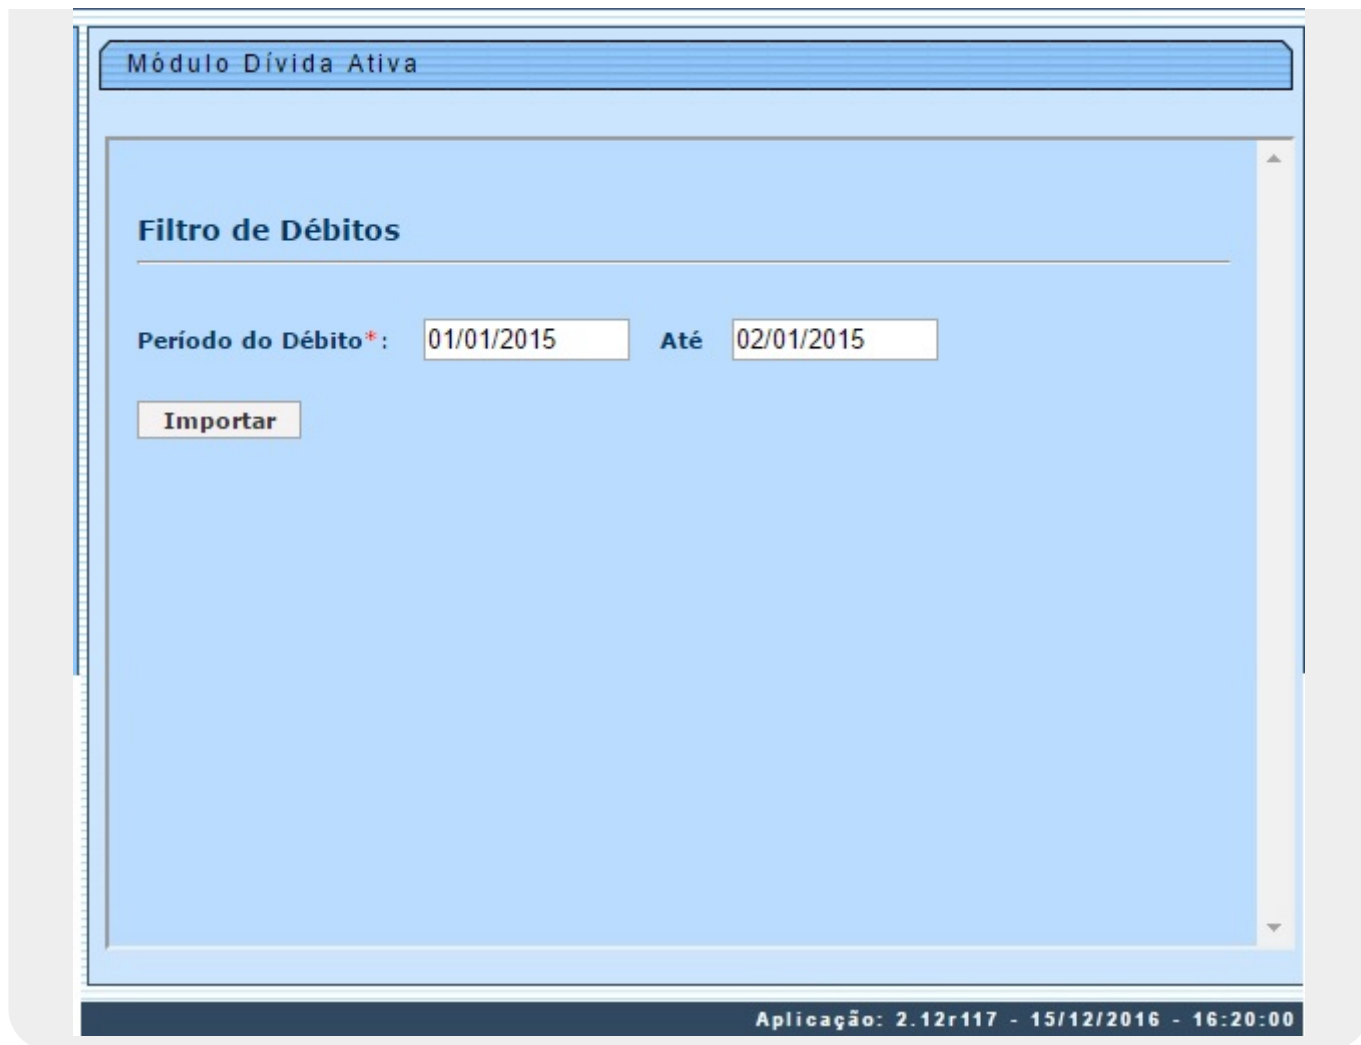 Módulo Dívida Ativa
Filtro de Débitos
Período do Débito*: 01/01/2015 Até 02/01/2015
Importar
Aplicação: 2.12r117 - 15/12/2016 - 16:20:00